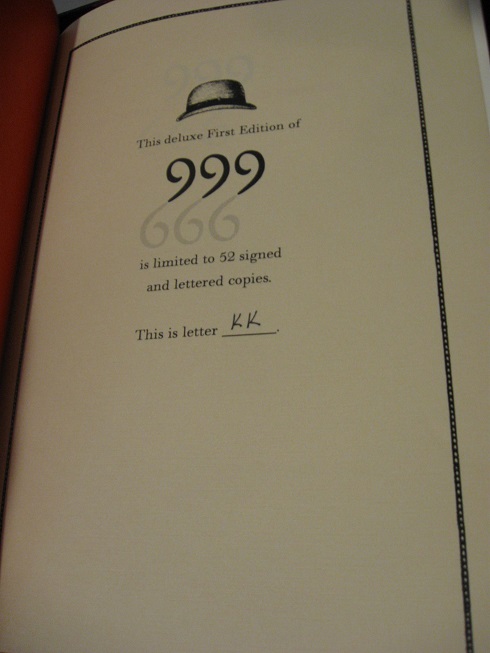 999
This deluxe First Edition of
999
666
is limited to 52 signed
and lettered copies.
This is letter KK.